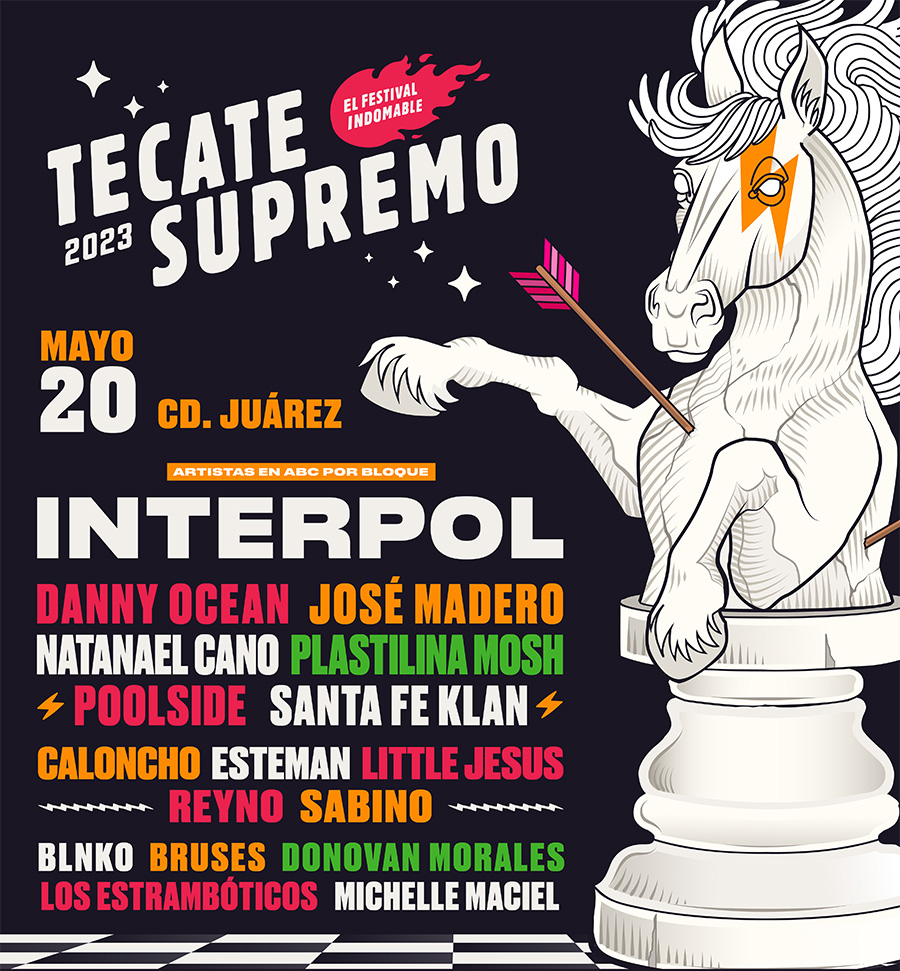 EL FESTIVAL
INDOMABLE
TECATE
SUPREMO
2023
MAYO
20 CD. JUÁREZ
ARTISTAS EN ABC POR BLOQUE
INTERPOL
DANNY OCEAN JOSÉ MADERO
NATANAEL CANO PLASTILINA MOSH
POOLSIDE SANTA FE KLAN
CALONCHO ESTEMAN LITTLE JESUS
REYNO SABINO
BLNKO BRUSES DONOVAN MORALES
LOS ESTRAMBÓTICOS MICHELLE MACIEL